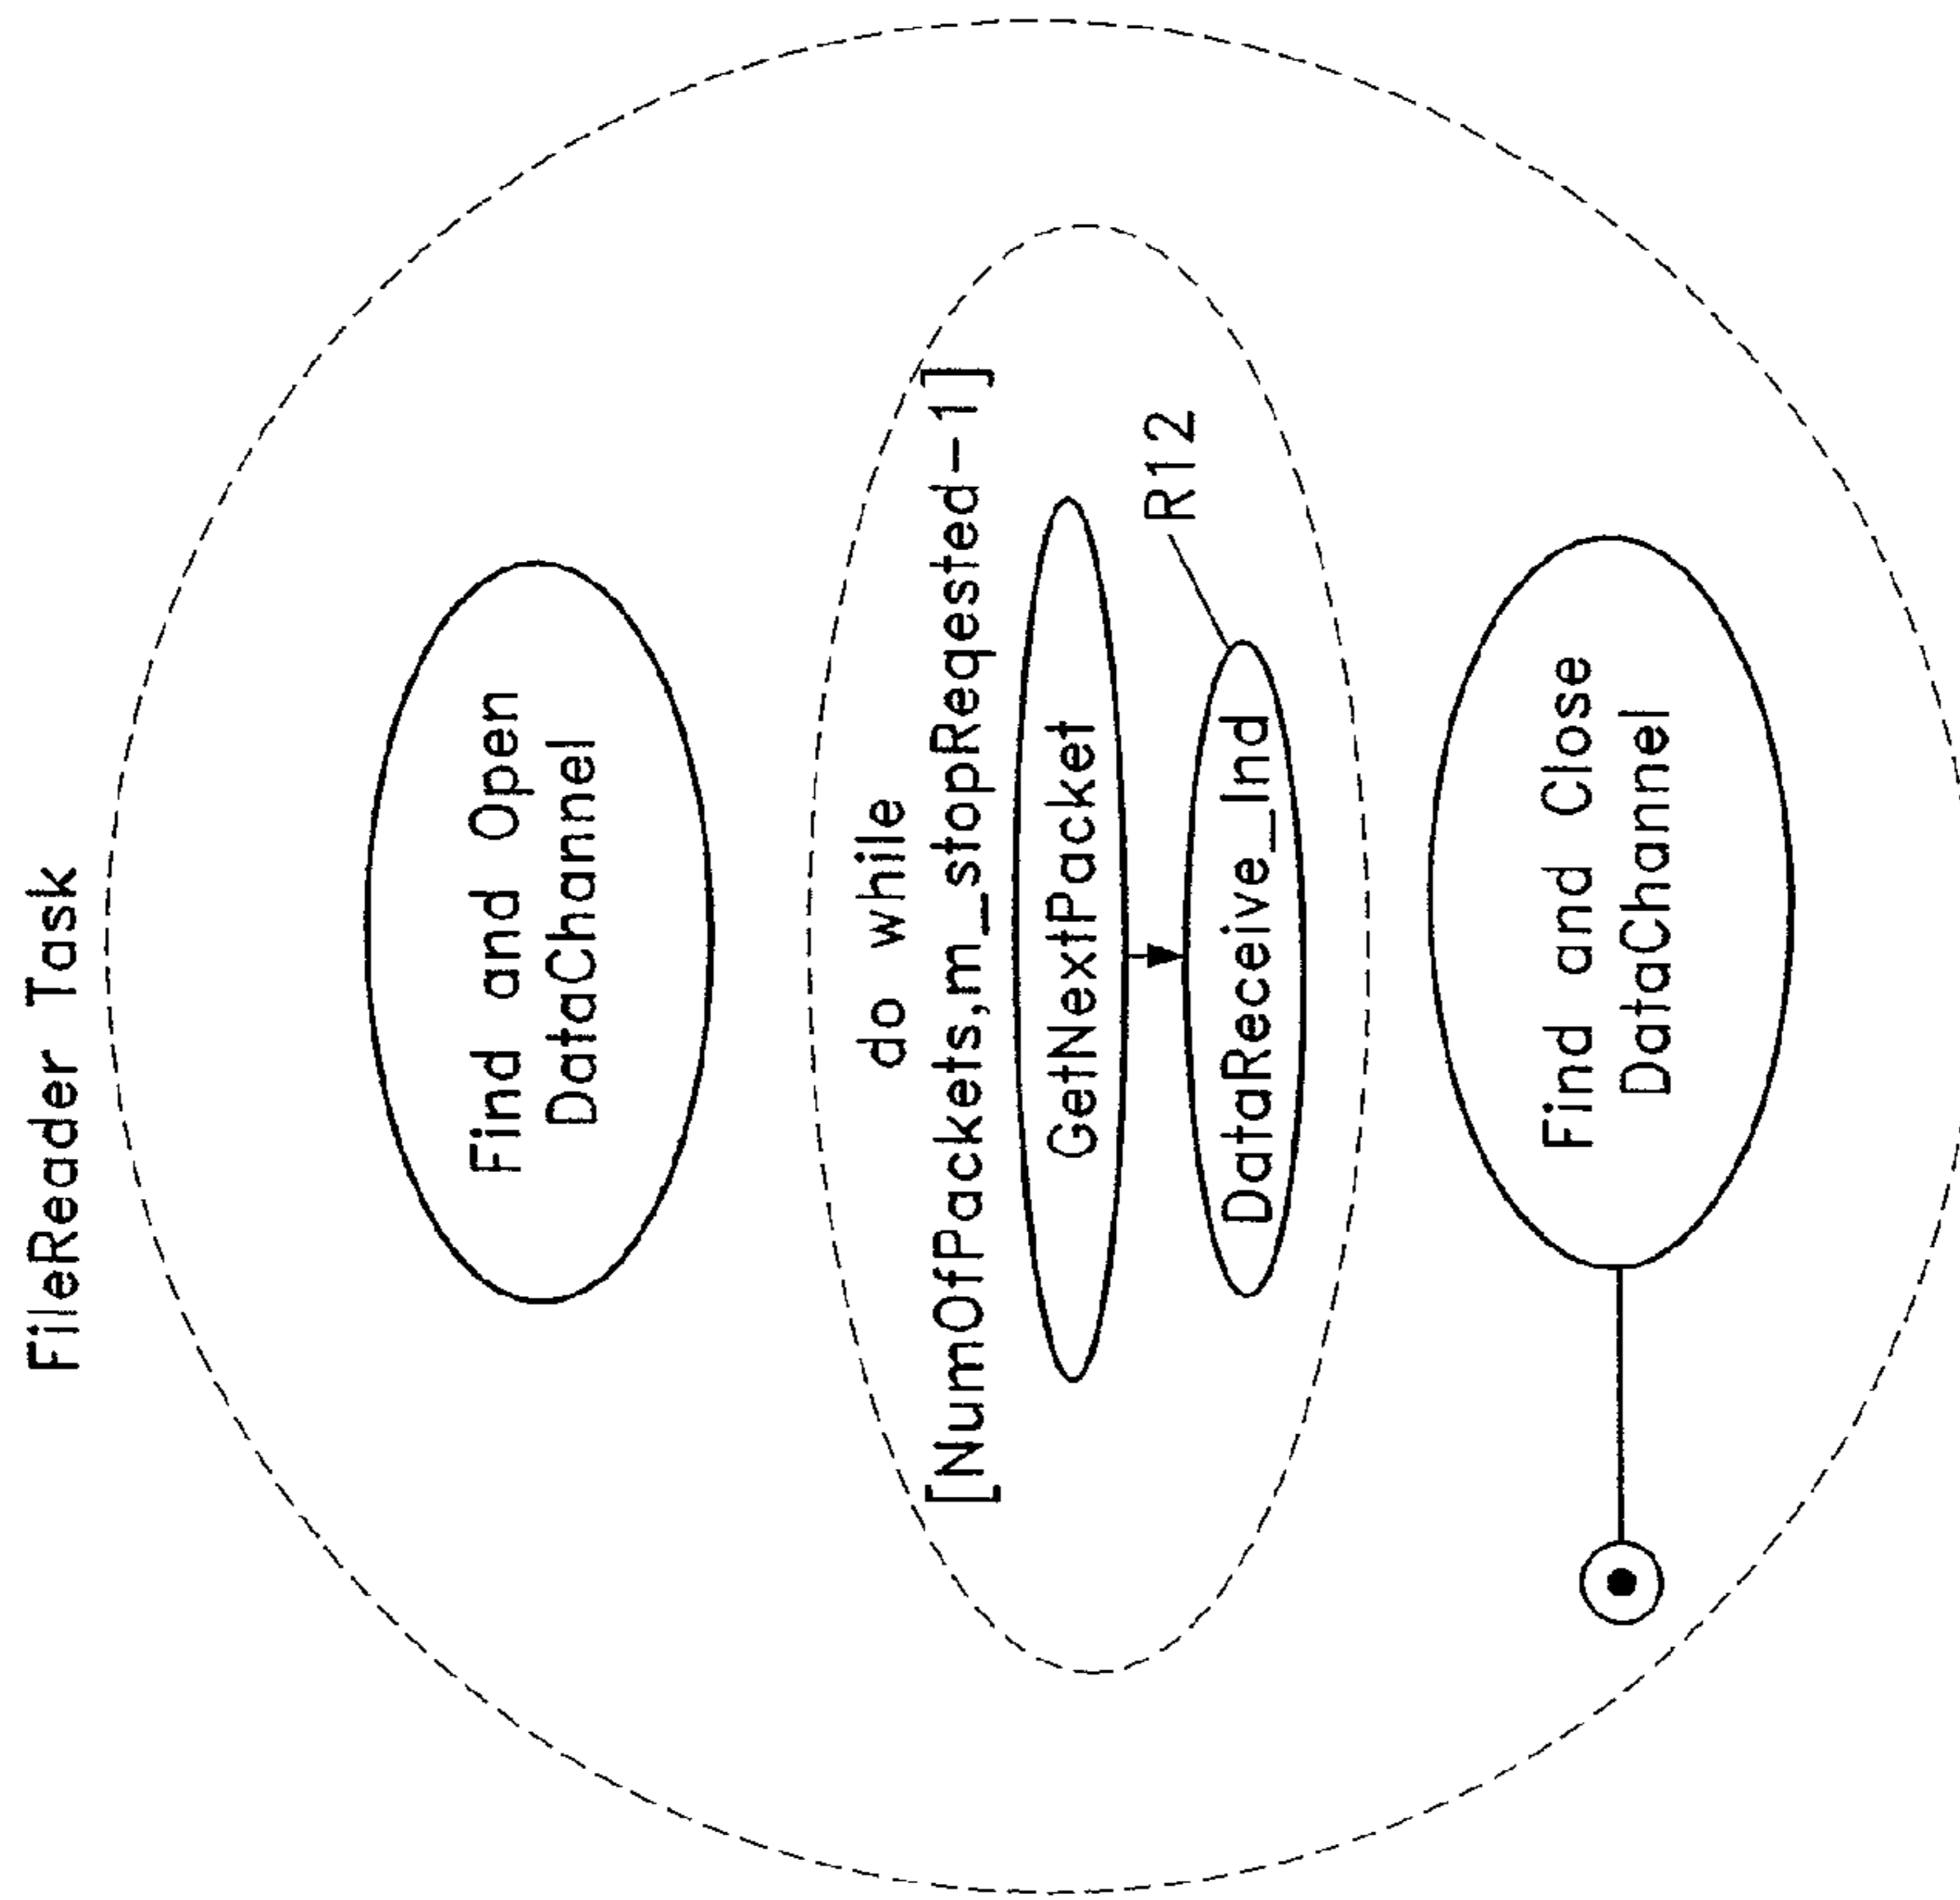 FileReader Task
Find and Open
DataChannel
do while
[NumOfPackets,m_stopReqested-1]
GetNextPacket
R12
DataReceive_Ind
Find and Close
DataChannel